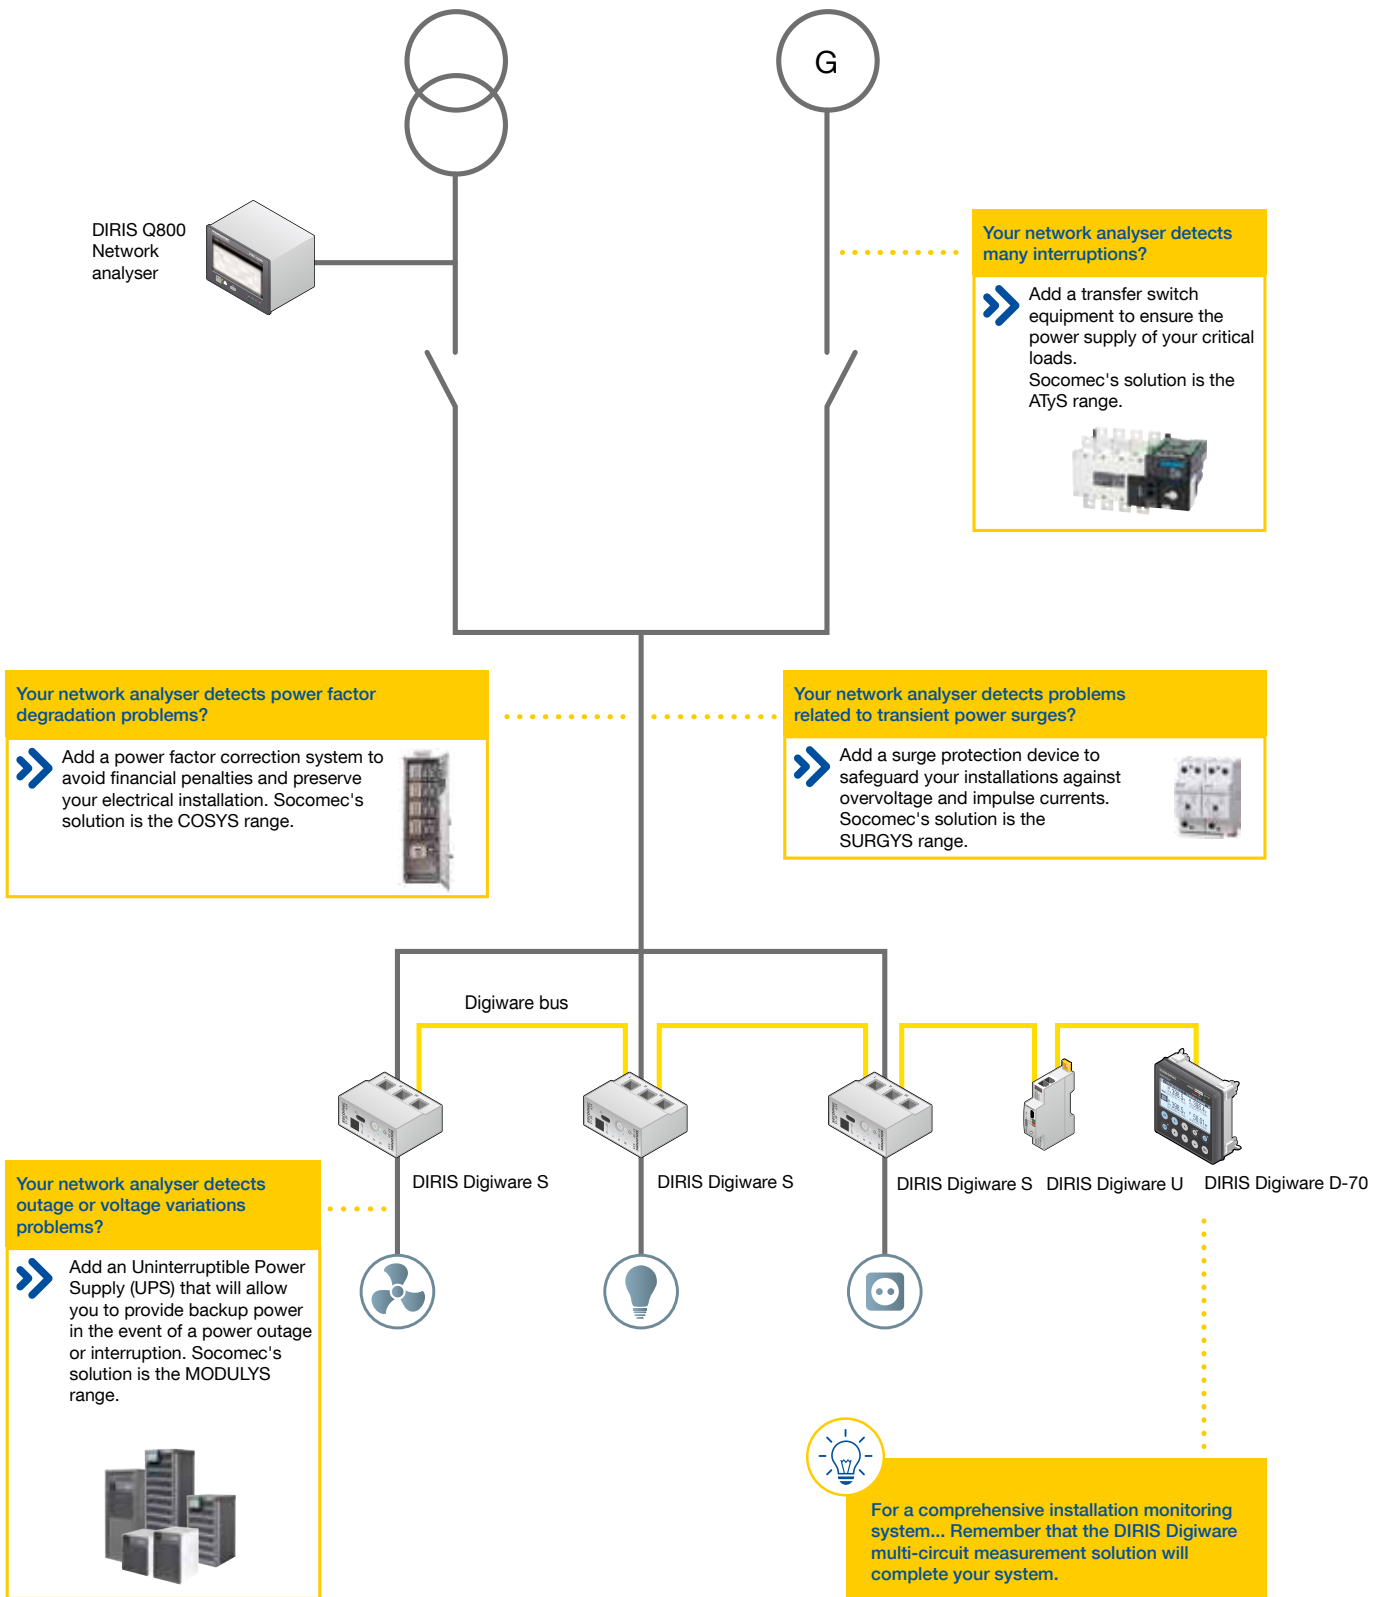 G
DIRIS Q800
Network
analyser
Your network analyser detects
many interruptions?
Add a transfer switch
equipment to ensure the
power supply of your critical
loads.
Socomec's solution is the
ATyS range.
Your network analyser detects power factor
degradation problems?
Add a power factor correction system to
avoid financial penalties and preserve
your electrical installation. Socomec's
solution is the COSYS range.
Your network analyser detects problems
related to transient power surges?
Add a surge protection device to
safeguard your installations against
overvoltage and impulse currents.
Socomec's solution is the
SURGYS range.
Digiware bus
DIRIS Digiware S
DIRIS Digiware S
DIRIS Digiware S
DIRIS Digiware U
DIRIS Digiware D-70
Your network analyser detects
outage or voltage variations
problems?
Add an Uninterruptible Power
Supply (UPS) that will allow
you to provide backup power
in the event of a power outage
or interruption. Socomec's
solution is the MODULYS
range.
For a comprehensive installation monitoring
system... Remember that the DIRIS Digiware
multi-circuit measurement solution will
complete your system.